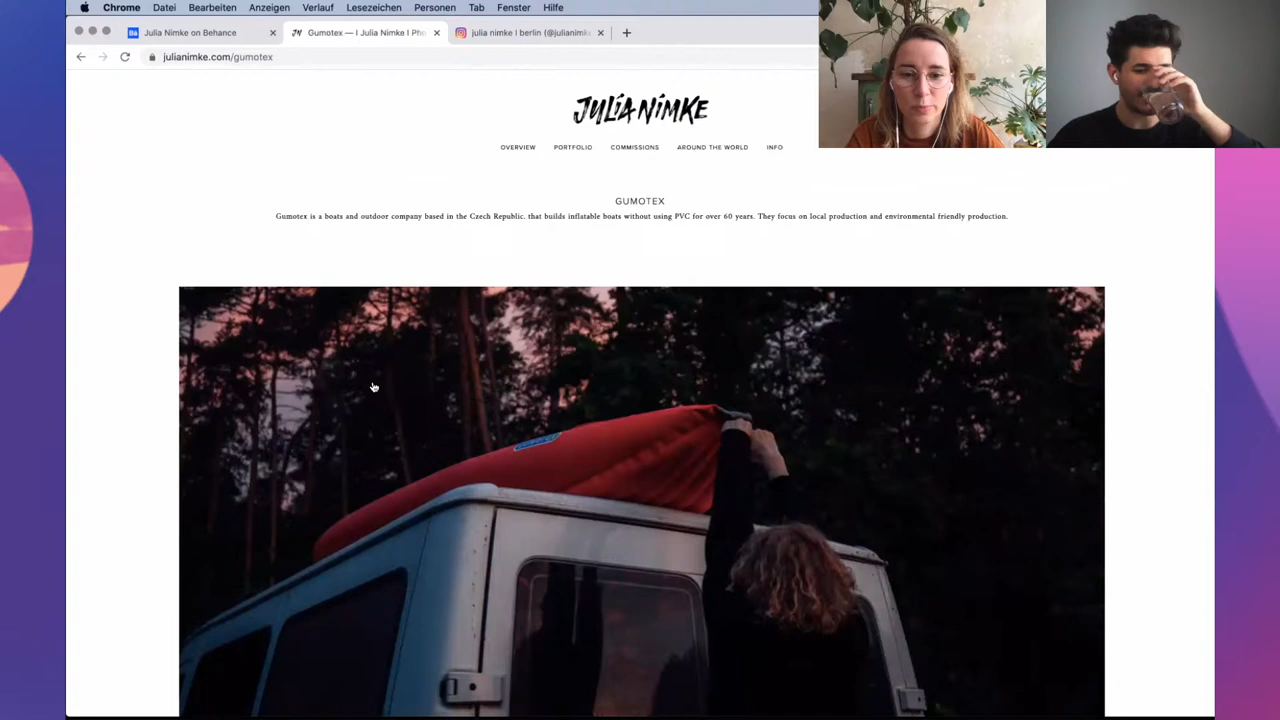 Chrome Datei Bearbeiten Anzeigen Verlauf Lesezeichen Personen Tab Fenster Hilfe
Bē Julia Nimke on Behance × JN Gumotex — I Julia Nimke I Pho × julia nimke I berlin (@julianimk × +
julianimke.com/gumotex
JULIA NIMKE
OVERVIEW PORTFOLIO COMMISSIONS AROUND THE WORLD INFO
GUMOTEX
Gumotex is a boats and outdoor company based in the Czech Republic. that builds inflatable boats without using PVC for over 60 years. They focus on local production and environmental friendly production.